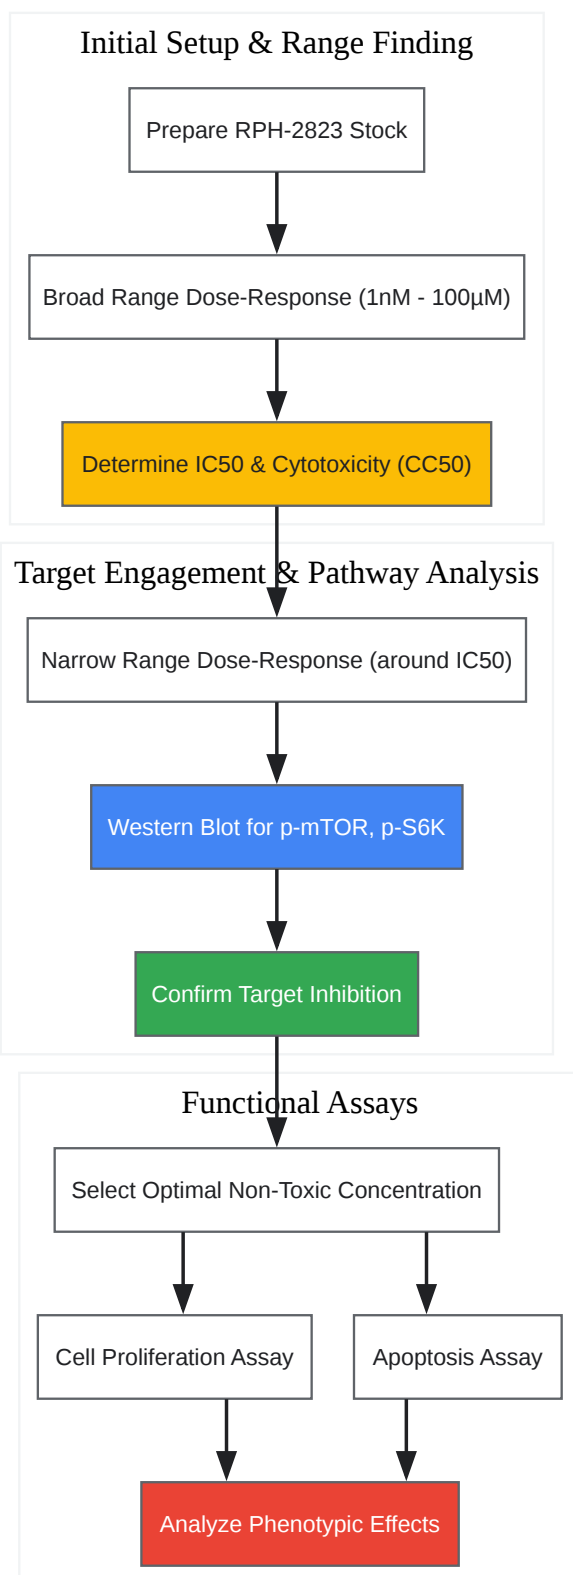 Initial Setup & Range Finding
Prepare RPH-2823 Stock
Broad Range Dose-Response (1nM - 100µM)
Determine IC50 & Cytotoxicity (CC50)
Target Engagement & Pathway Analysis
Narrow Range Dose-Response (around IC50)
Western Blot for p-mTOR, p-S6K
Confirm Target Inhibition
Functional Assays
Select Optimal Non-Toxic Concentration
Cell Proliferation Assay
Apoptosis Assay
Analyze Phenotypic Effects